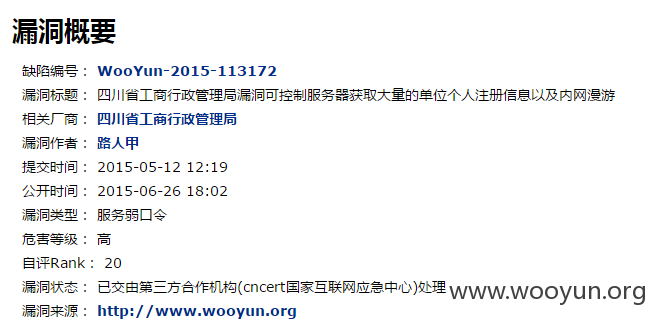 漏洞概要
缺陷编号： WooYun-2015-113172
漏洞标题： 四川省工商行政管理局漏洞可控制服务器获取大量的单位个人注册信息以及内网漫游
相关厂商： 四川省工商行政管理局
漏洞作者： 路人甲
提交时间： 2015-05-12 12:19
公开时间： 2015-06-26 18:02
漏洞类型： 服务弱口令
危害等级： 高
自评Rank： 20
漏洞状态： 已交由第三方合作机构(cncert国家互联网应急中心)处理
漏洞来源： http://www.wooyun.org
www.wooyun.org